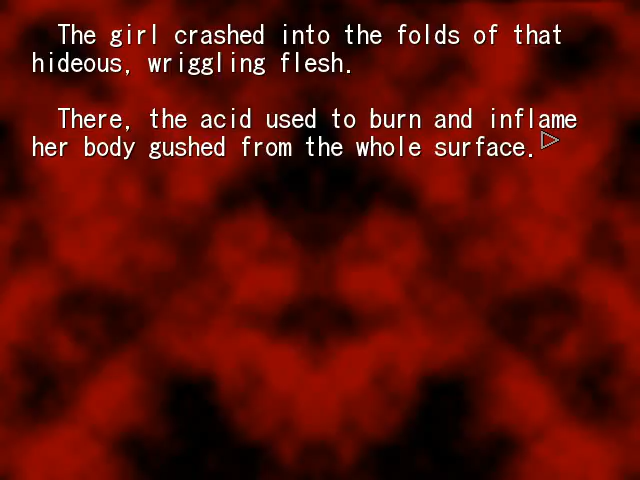 The girl crashed into the folds of that
hideous, wriggling flesh.
There, the acid used to burn and inflame
her body gushed from the whole surface.